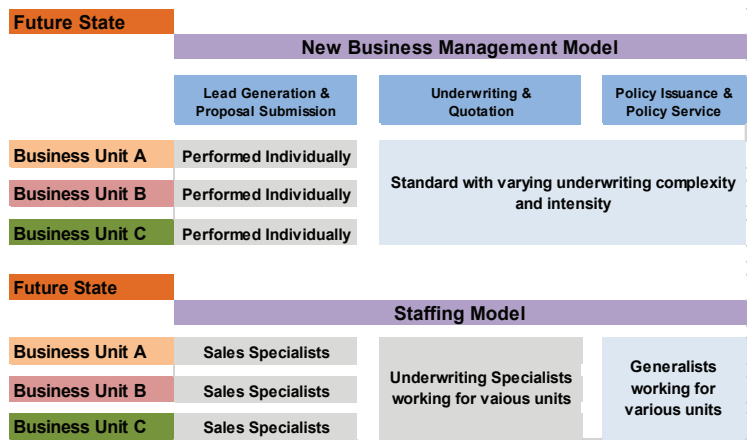 Future State
New Business Management Model
Lead Generation &
Proposal Submission
Underwriting &
Quotation
Policy Issuance &
Policy Service
Business Unit A
Performed Individually
Business Unit B
Performed Individually
Business Unit C
Performed Individually
Standard with varying underwriting complexity
and intensity
Future State
Staffing Model
Business Unit A
Sales Specialists
Business Unit B
Sales Specialists
Business Unit C
Sales Specialists
Underwriting Specialists
working for vaious units
Generalists
working for
various units